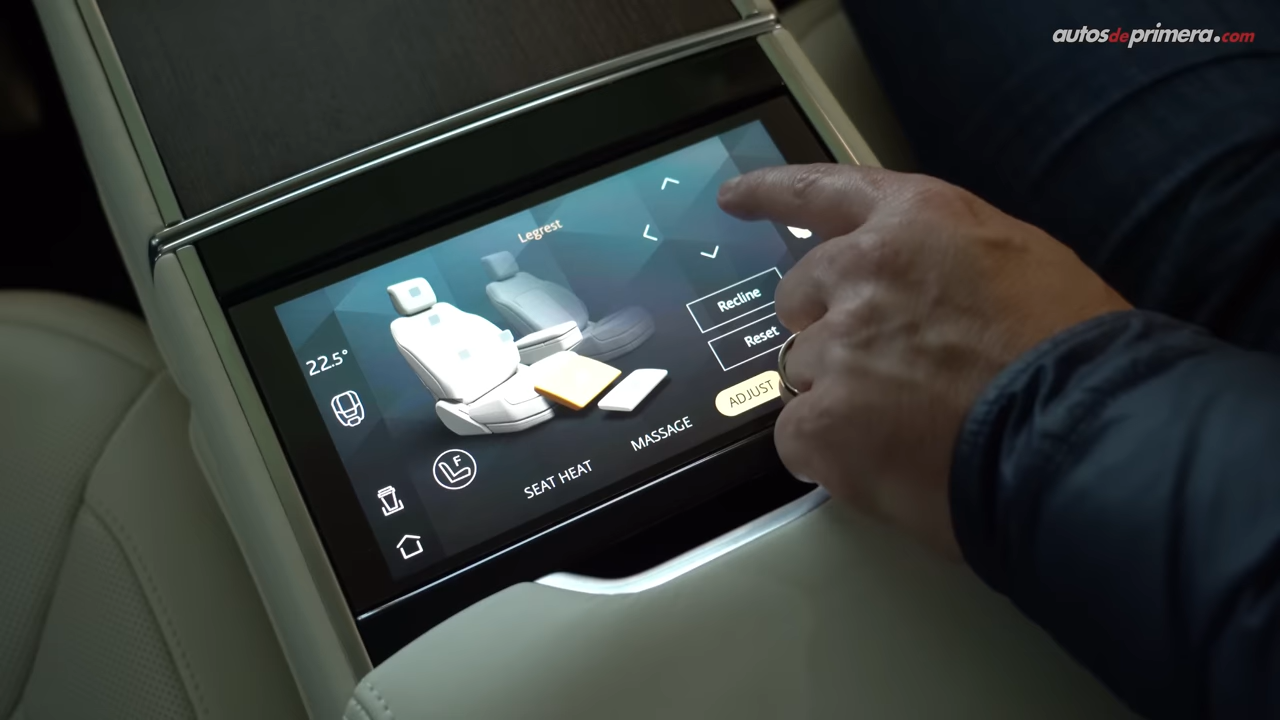 autosdeprimera.com
Legrest
22.5°
Recline
Reset
ADJUST
MASSAGE
SEAT HEAT
F